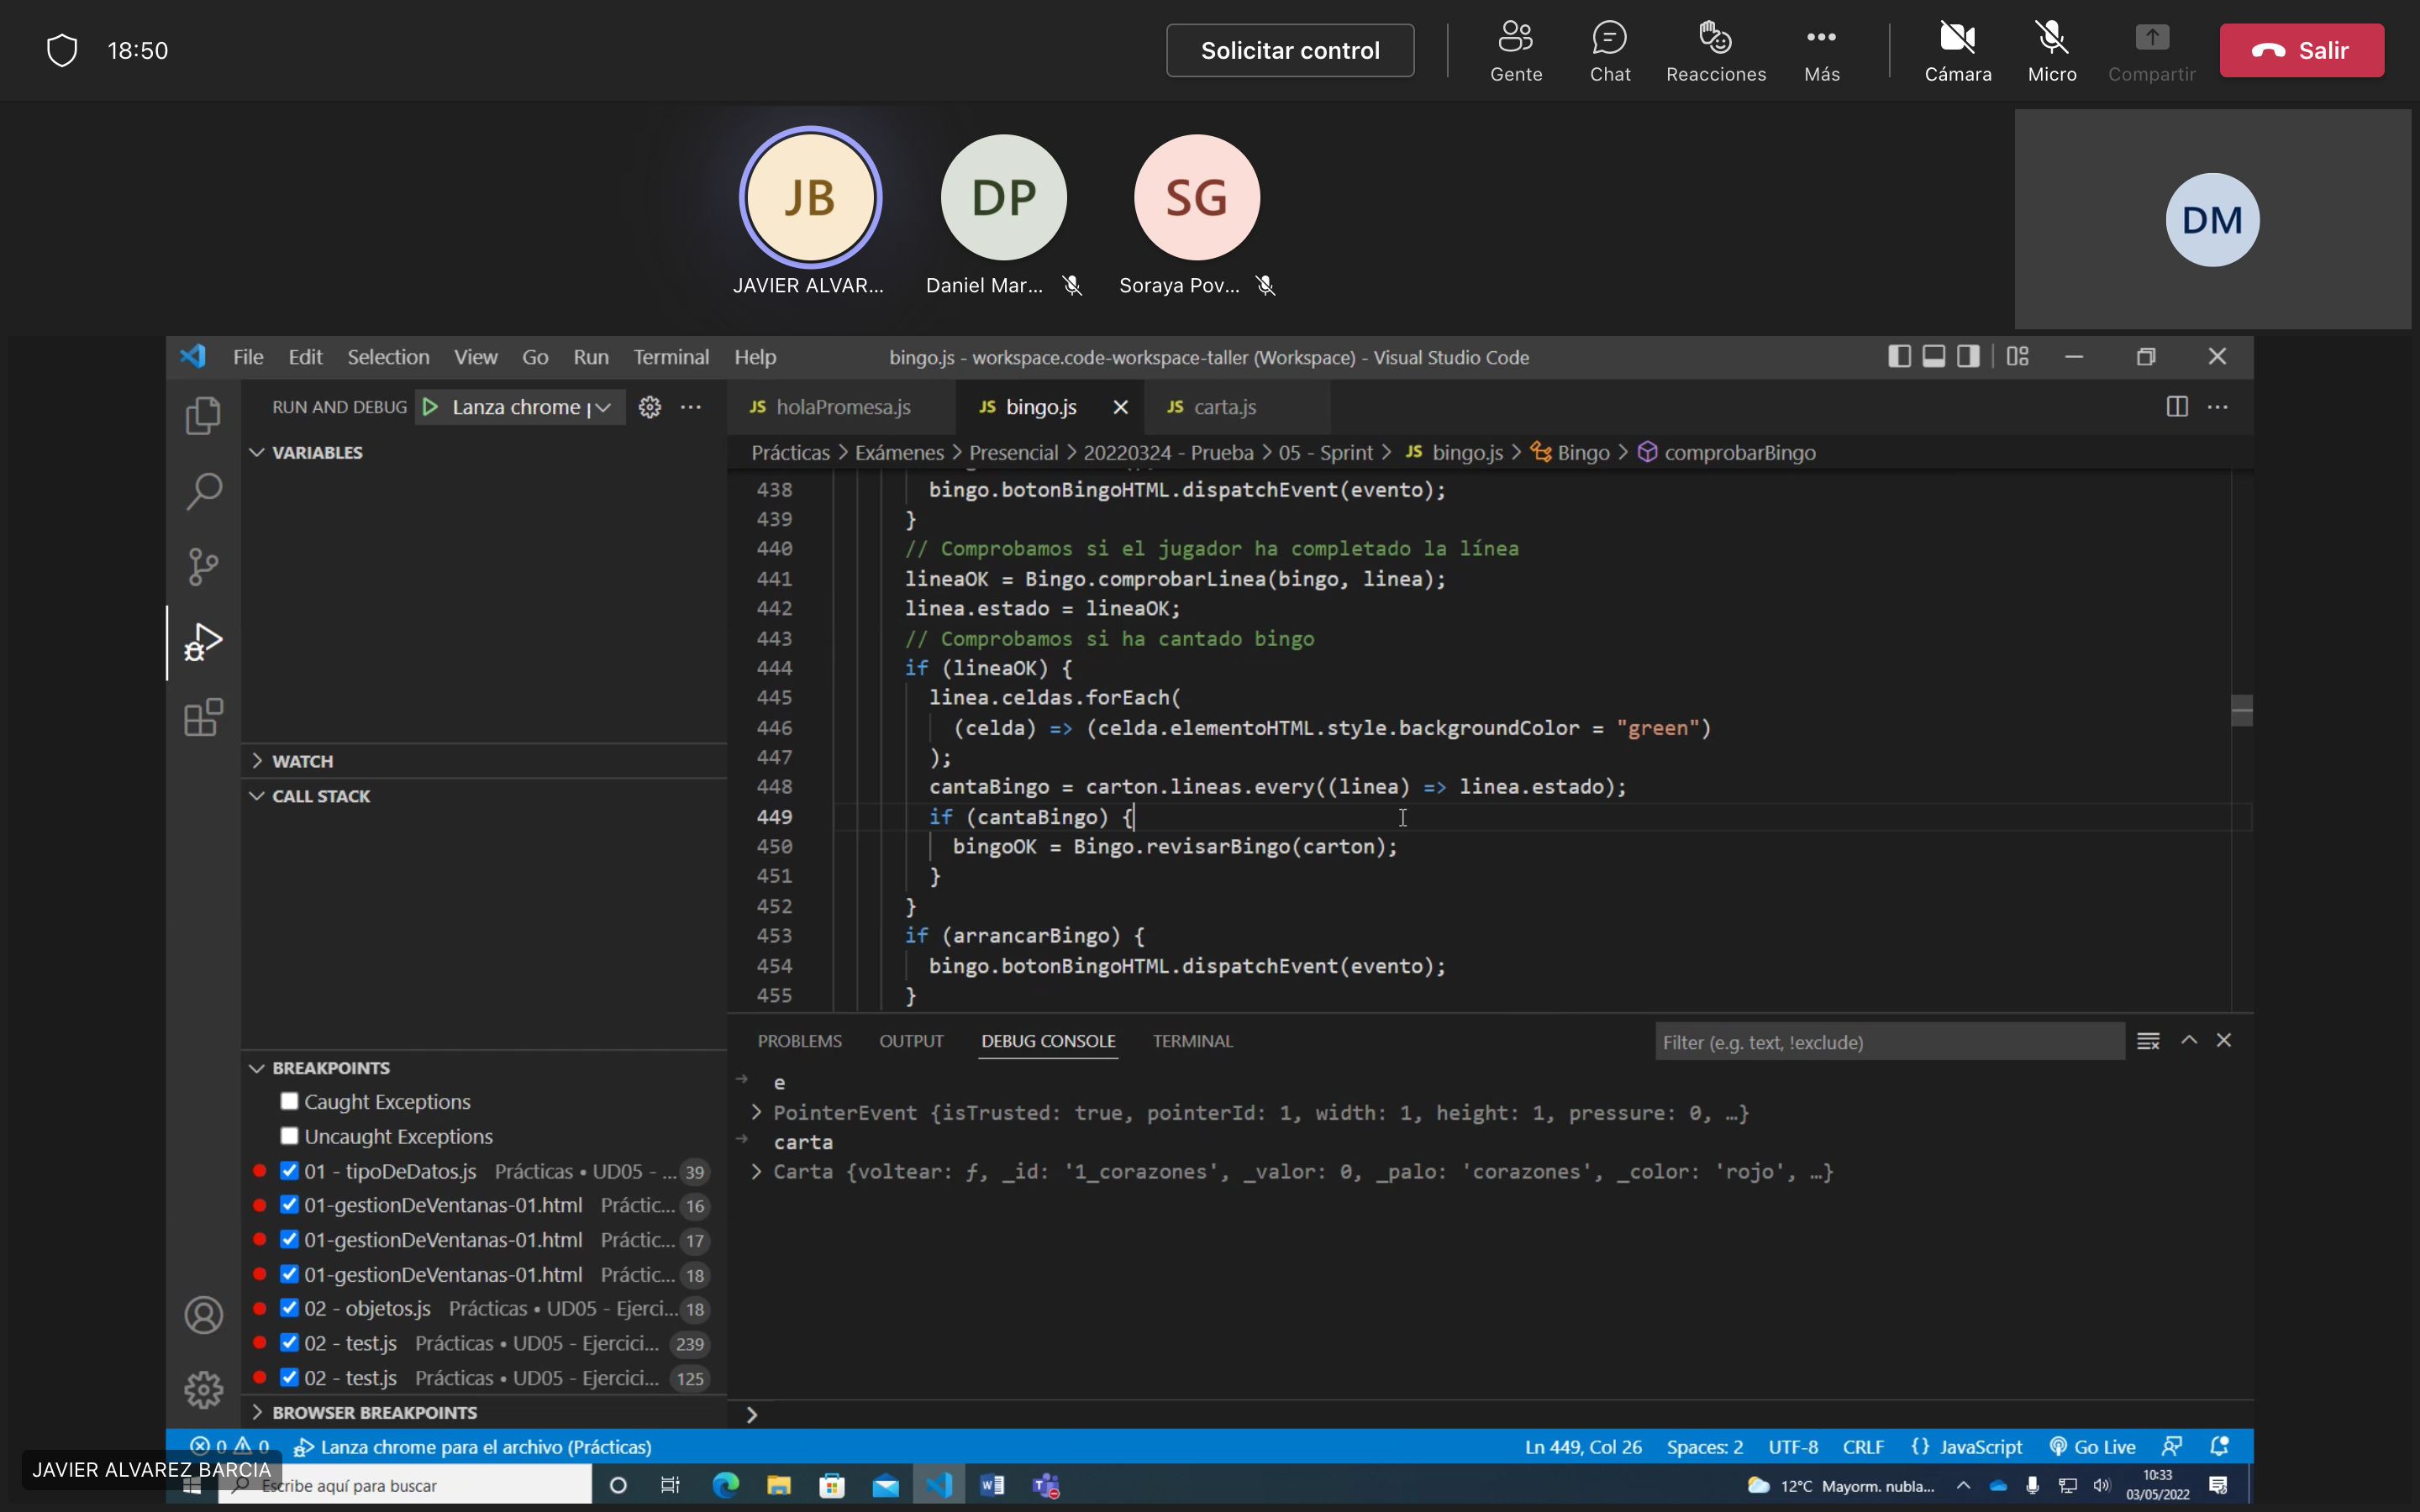 18:50
Solicitar control
Gente
Chat
Reacciones
Más
Cámara
Micro
Compartir
Salir
JB
DP
SG
DM
JAVIER ALVAR...
Daniel Mar...
Soraya Pov...
File Edit Selection View Go Run Terminal Help
bingo.js - workspace.code-workspace-taller (Workspace) - Visual Studio Code
RUN AND DEBUG
Lanza chrome p
VARIABLES
WATCH
CALL STACK
BREAKPOINTS
Caught Exceptions
Uncaught Exceptions
01 - tipoDeDatos.js Prácticas • UD05 - ... 39
01-gestionDeVentanas-01.html Práctic... 16
01-gestionDeVentanas-01.html Práctic... 17
01-gestionDeVentanas-01.html Práctic... 18
02 - objetos.js Prácticas • UD05 - Ejerci... 18
02 - test.js Prácticas • UD05 - Ejercici... 239
02 - test.js Prácticas • UD05 - Ejercici... 125
BROWSER BREAKPOINTS
JS holaPromesa.js
JS bingo.js
JS carta.js
Prácticas > Exámenes > Presencial > 20220324 - Prueba > 05 - Sprint > JS bingo.js > Bingo > comprobarBingo
438 bingo.botonBingoHTML.dispatchEvent(evento);
439 }
440 // Comprobamos si el jugador ha completado la línea
441 lineaOK = Bingo.comprobarLinea(bingo, linea);
442 linea.estado = lineaOK;
443 // Comprobamos si ha cantado bingo
444 if (lineaOK) {
445 linea.celdas.forEach(
446 (celda) => (celda.elementoHTML.style.backgroundColor = "green")
447 );
448 cantaBingo = carton.lineas.every((linea) => linea.estado);
449 if (cantaBingo) {
450 bingoOK = Bingo.revisarBingo(carton);
451 }
452 }
453 if (arrancarBingo) {
454 bingo.botonBingoHTML.dispatchEvent(evento);
455 }
PROBLEMS OUTPUT DEBUG CONSOLE TERMINAL
Filter (e.g. text, !exclude)
e
PointerEvent {isTrusted: true, pointerId: 1, width: 1, height: 1, pressure: 0, …}
carta
Carta {voltear: ƒ, _id: '1_corazones', _valor: 0, _palo: 'corazones', _color: 'rojo', …}
0 0 Lanza chrome para el archivo (Prácticas)
Ln 449, Col 26 Spaces: 2 UTF-8 CRLF {} JavaScript Go Live
JAVIER ALVAREZ BARCIA
Escribe aquí para buscar
12°C Mayorm. nubla...
10:33
03/05/2022